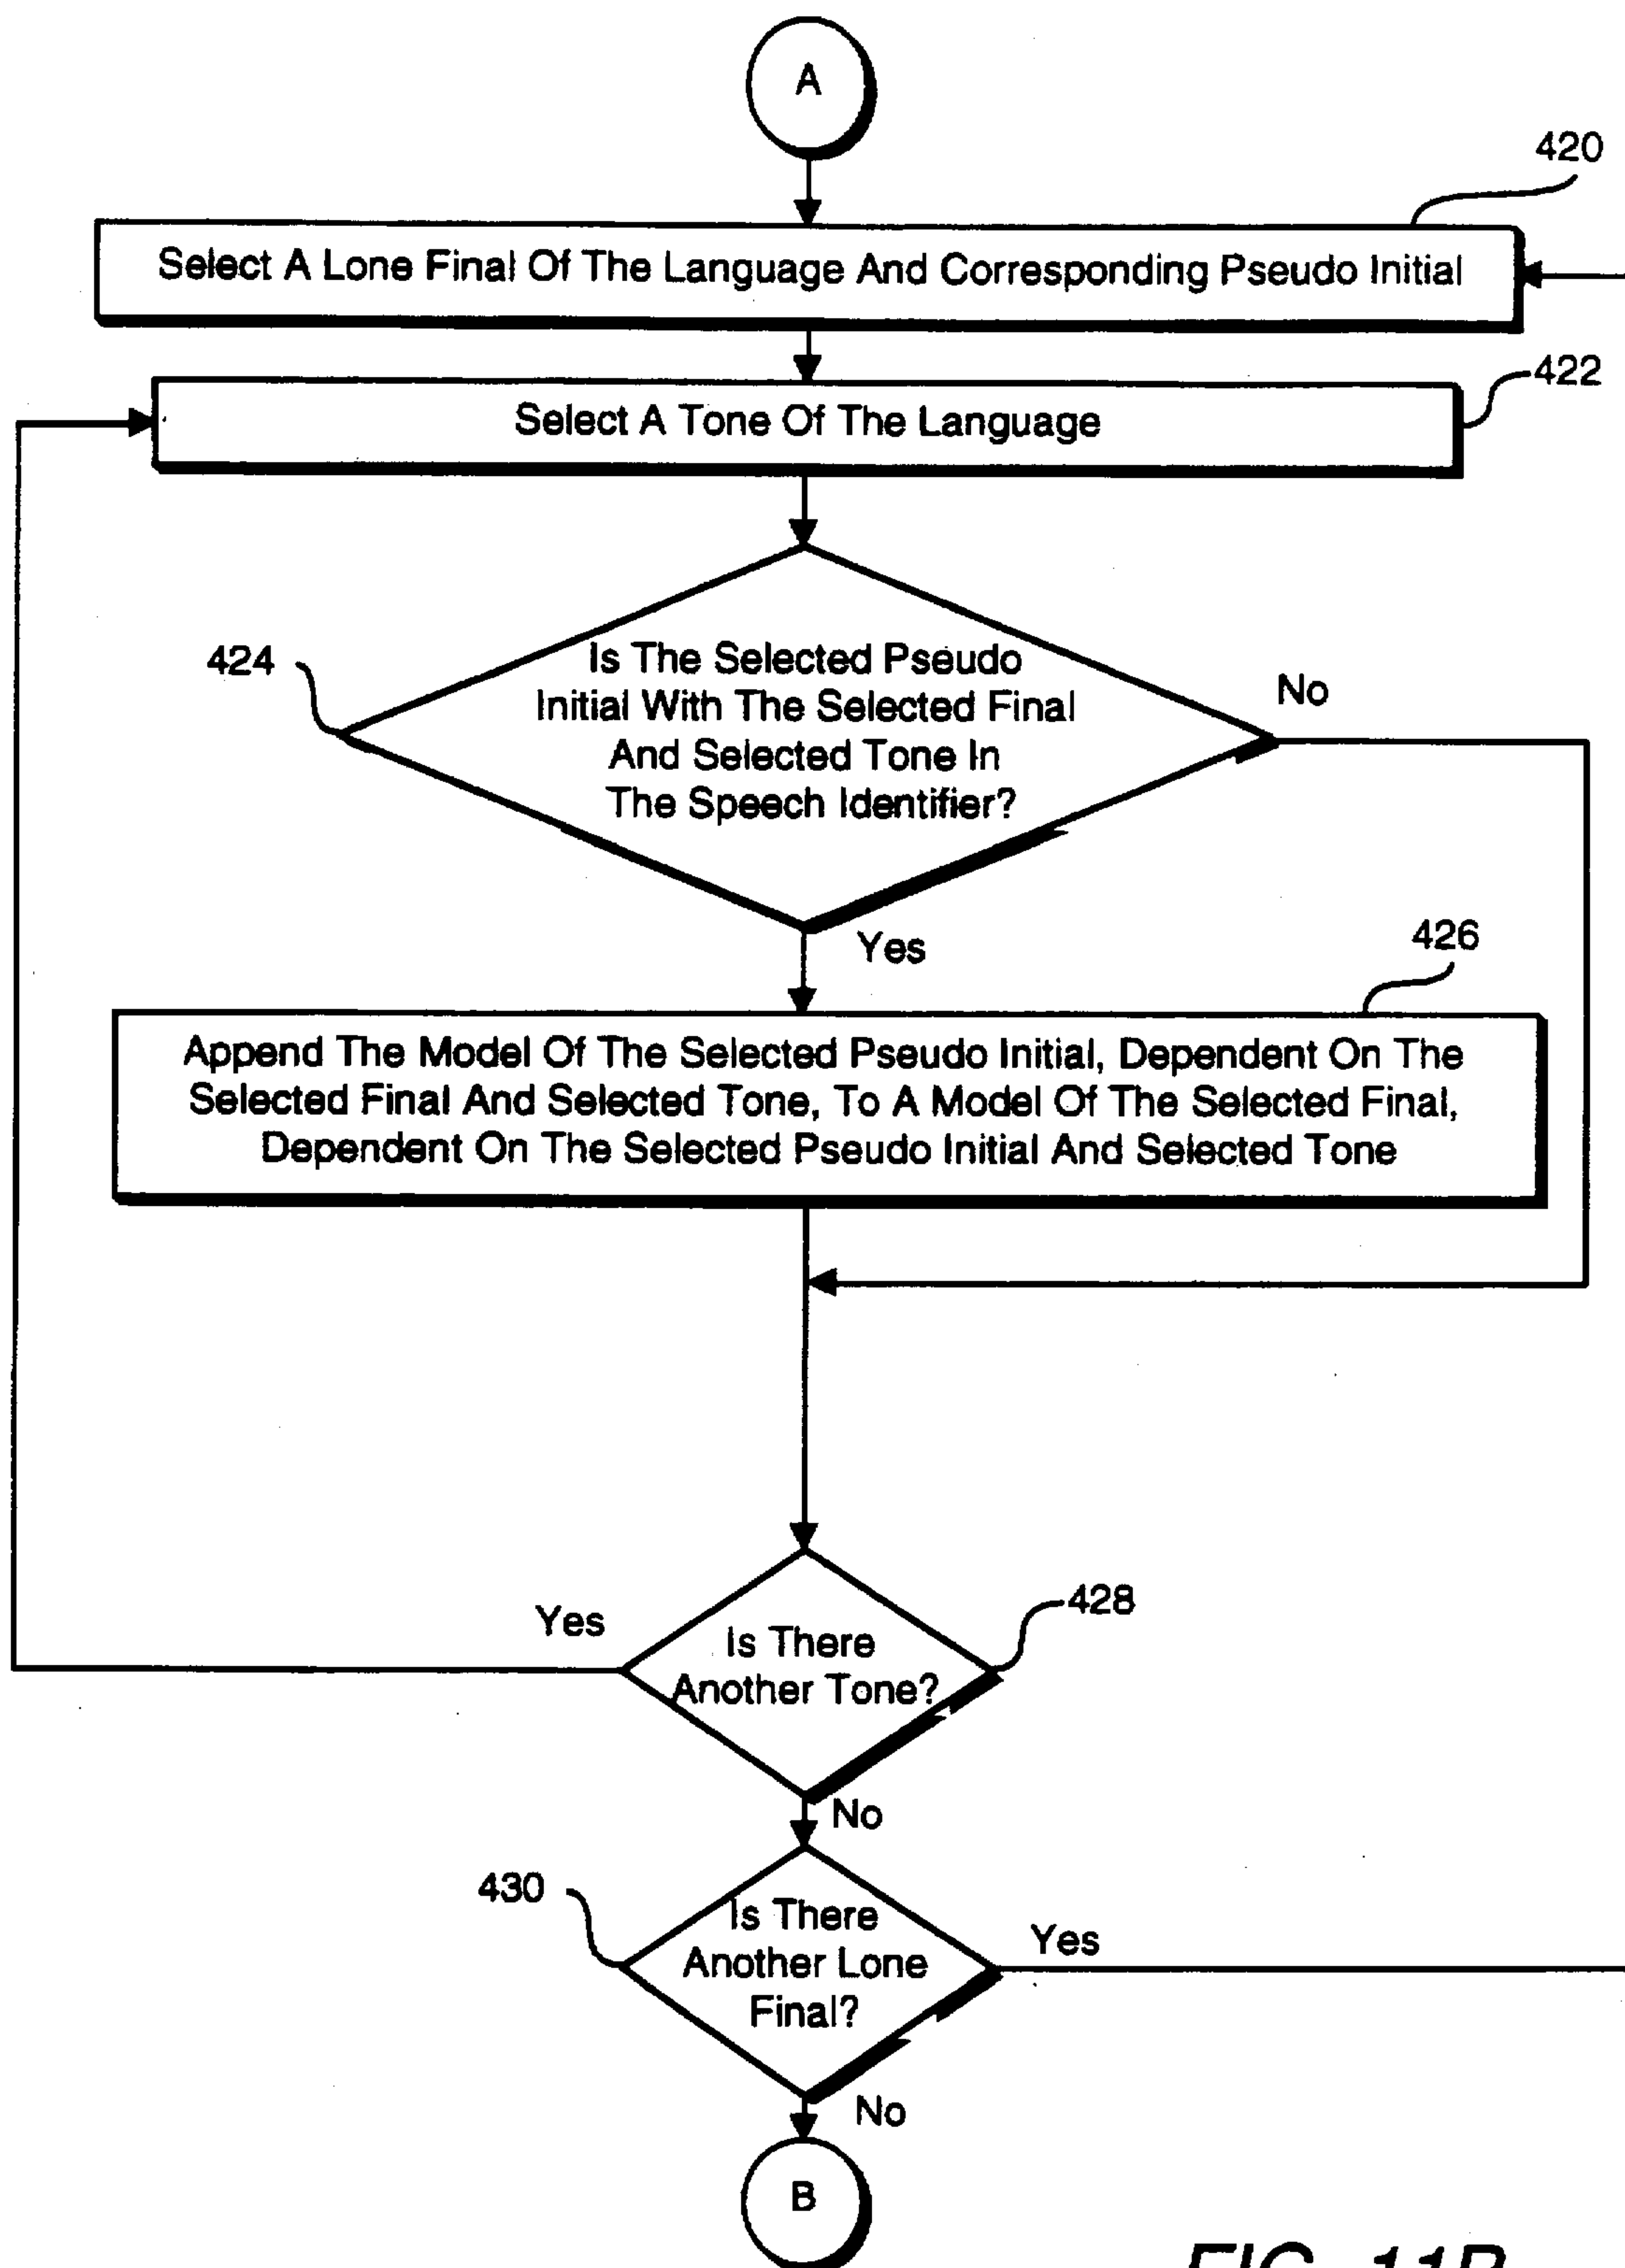 A
420
Select A Lone Final Of The Language And Corresponding Pseudo Initial
422
Select A Tone Of The Language
424
Is The Selected Pseudo
Initial With The Selected Final
And Selected Tone In
The Speech Identifier?
No
Yes
426
Append The Model Of The Selected Pseudo Initial, Dependent On The
Selected Final And Selected Tone, To A Model Of The Selected Final,
Dependent On The Selected Pseudo Initial And Selected Tone
428
Yes
Is There
Another Tone?
No
430
Is There
Another Lone
Final?
Yes
No
B
FIG. 11B